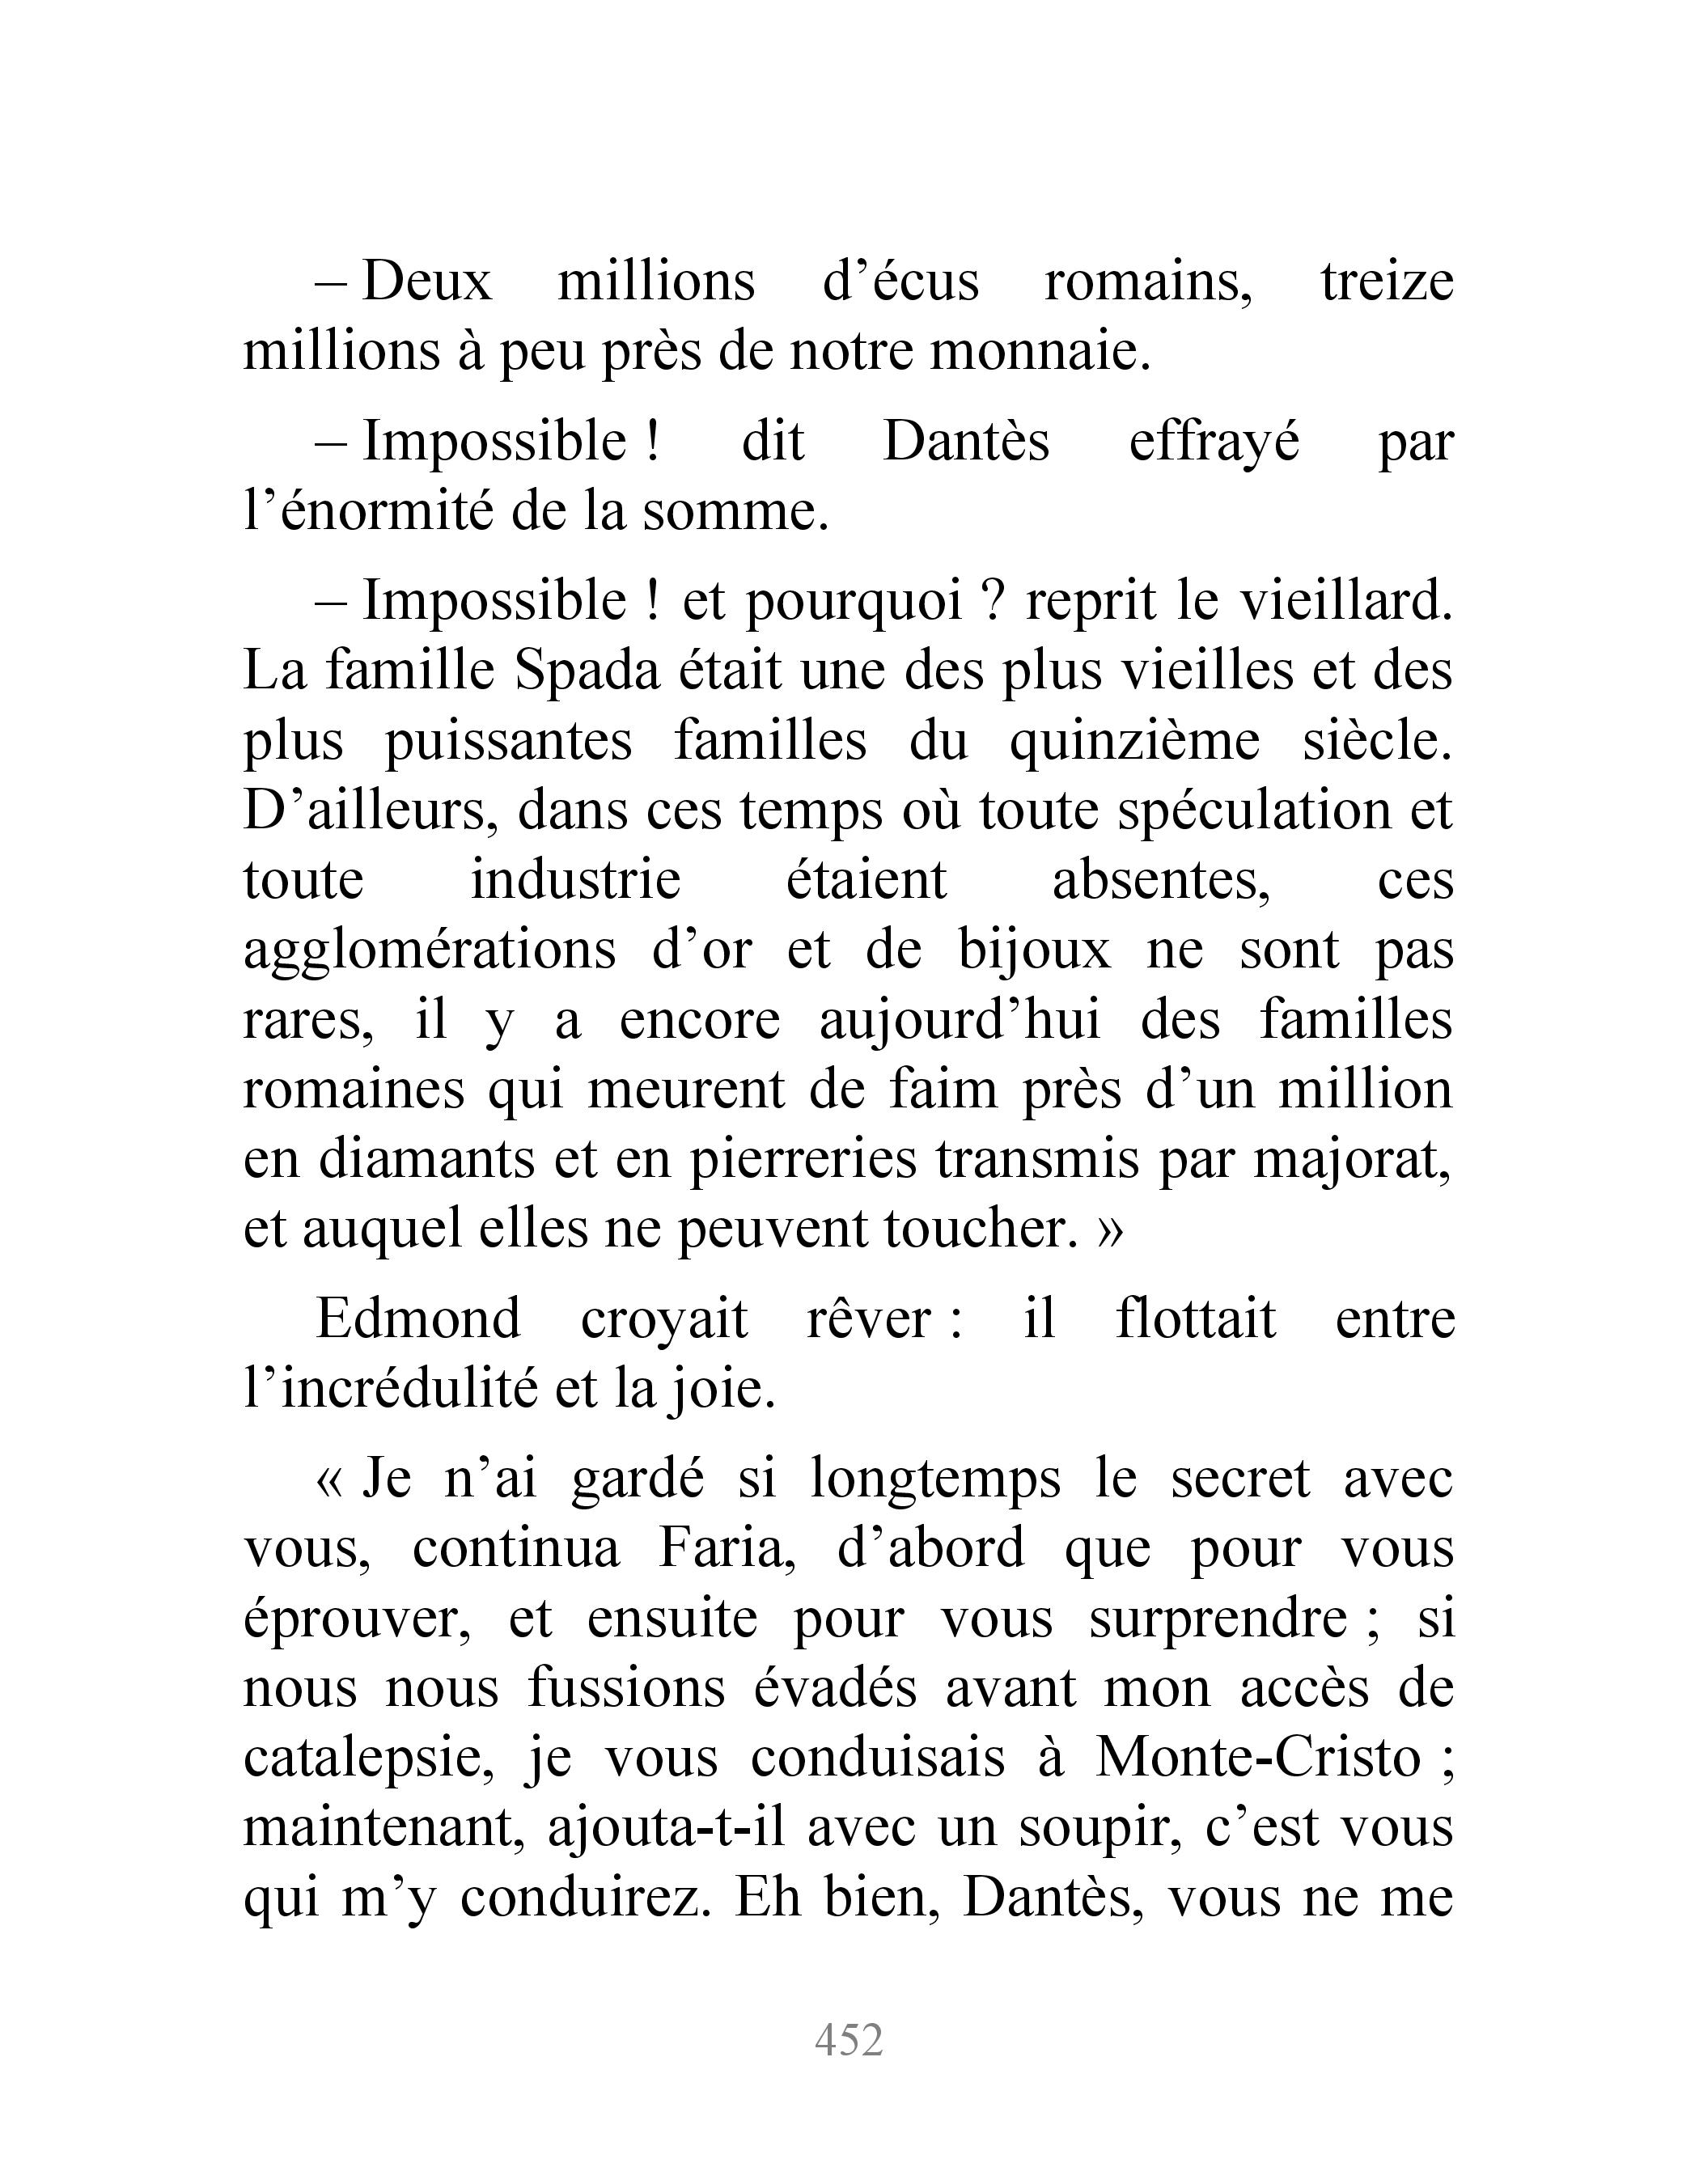 – Deux millions d’écus romains, treize
millions à peu près de notre monnaie.
– Impossible ! dit Dantès effrayé par
l’énormité de la somme.
– Impossible ! et pourquoi ? reprit le vieillard.
La famille Spada était une des plus vieilles et des
plus puissantes familles du quinzième siècle.
D’ailleurs, dans ces temps où toute spéculation et
toute industrie étaient absentes, ces
agglomérations d’or et de bijoux ne sont pas
rares, il y a encore aujourd’hui des familles
romaines qui meurent de faim près d’un million
en diamants et en pierreries transmis par majorat,
et auquel elles ne peuvent toucher. »
Edmond croyait rêver : il flottait entre
l’incrédulité et la joie.
« Je n’ai gardé si longtemps le secret avec
vous, continua Faria, d’abord que pour vous
éprouver, et ensuite pour vous surprendre ; si
nous nous fussions évadés avant mon accès de
catalepsie, je vous conduisais à Monte-Cristo ;
maintenant, ajouta-t-il avec un soupir, c’est vous
qui m’y conduirez. Eh bien, Dantès, vous ne me
452